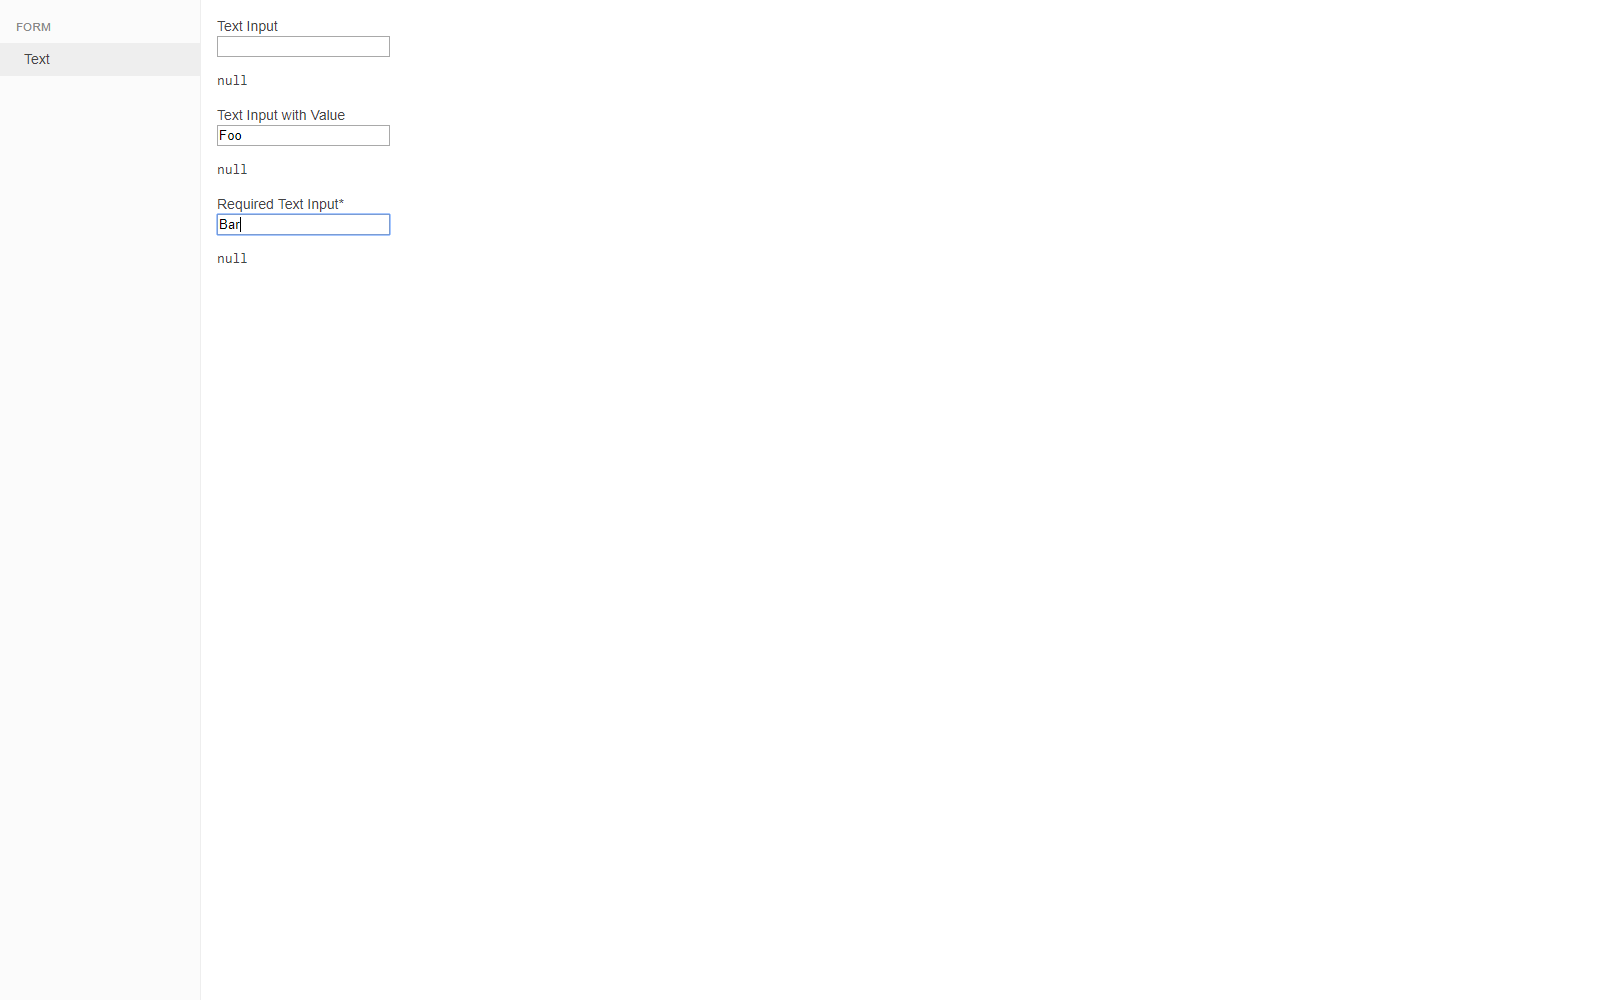 FORM
Text
Text Input
null
Text Input with Value
Foo
null
Required Text Input*
Bar
null